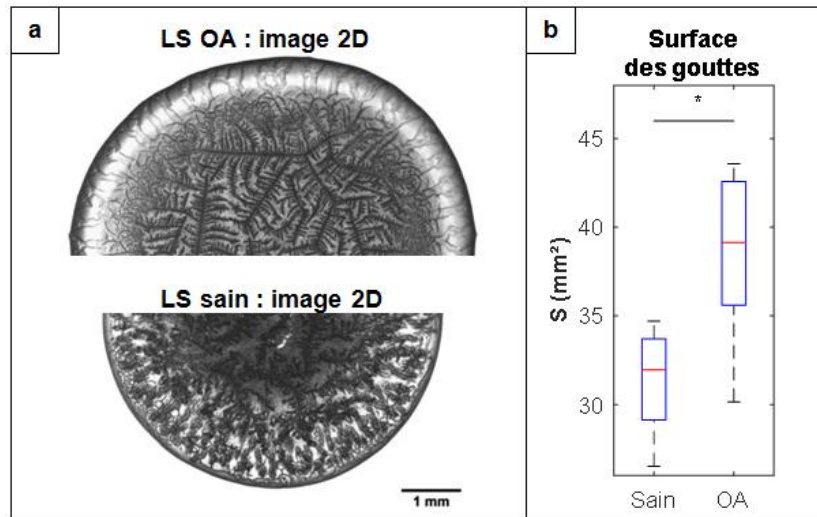 a
LS OA : image 2D
LS sain : image 2D
1 mm
b
Surface
des gouttes
*
45
40
35
30
S (mm²)
Sain
OA